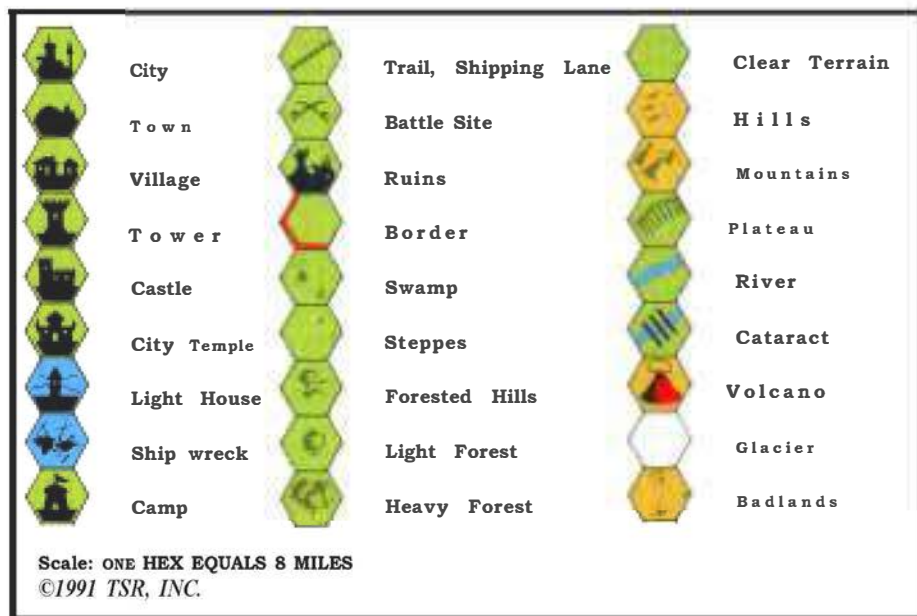 City
Town
Village
Tower
Castle
City Temple
Light House
Ship wreck
Camp
Trail, Shipping Lane
Battle Site
Ruins
Border
Swamp
Steppes
Forested Hills
Light Forest
Heavy Forest
Clear Terrain
Hills
Mountains
Plateau
River
Cataract
Volcano
Glacier
Badlands
Scale: ONE HEX EQUALS 8 MILES
©1991 TSR, INC.